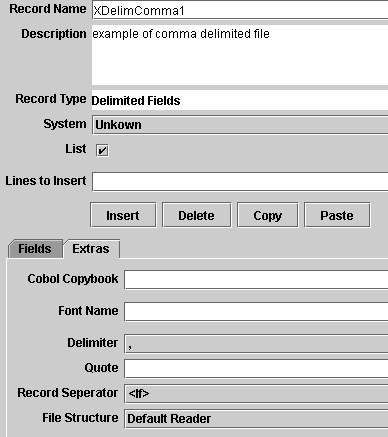 Record Name XDelimComma1
Description example of comma delimited file
Record Type Delimited Fields
System Unkown
List
Lines to Insert
Insert Delete Copy Paste
Fields Extras
Cobol Copybook
Font Name
Delimiter ,
Quote
Record Seperator <lf>
File Structure Default Reader